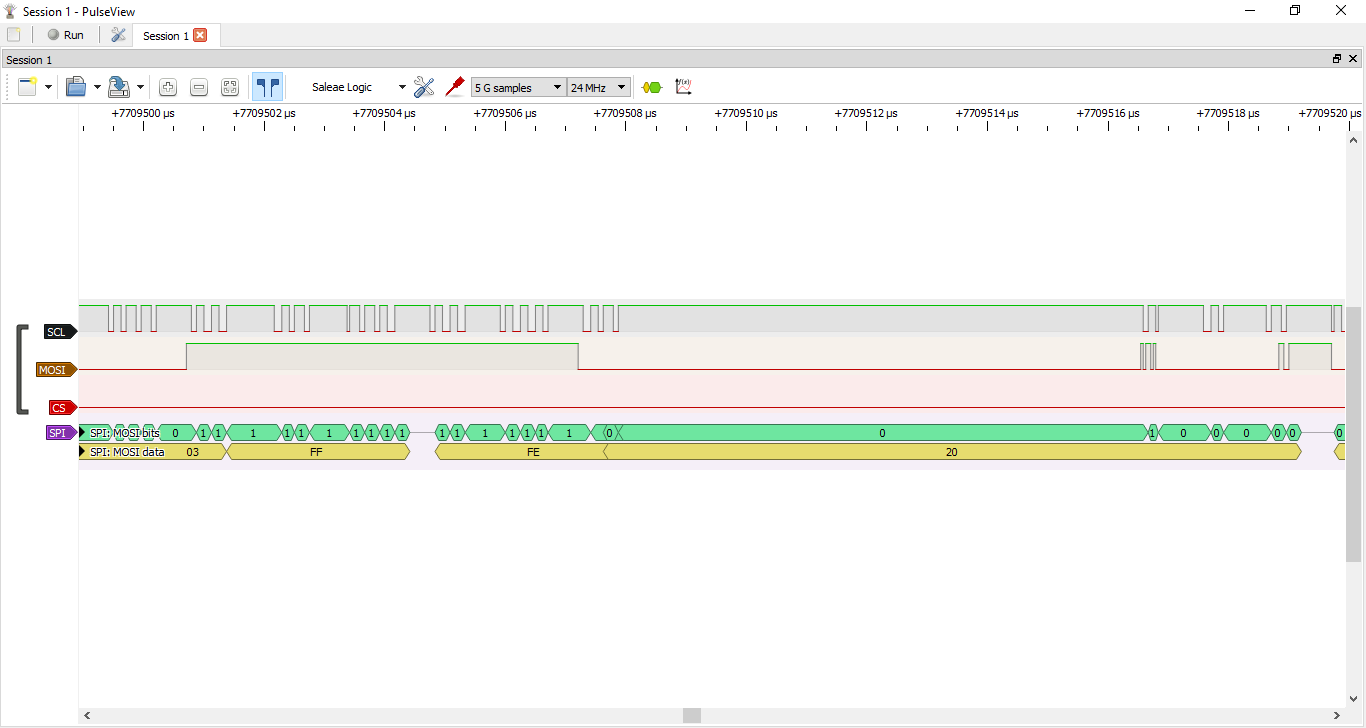 Session 1 - PulseView
Run
Session 1
Session 1
Saleae Logic
5 G samples
24 MHz
f(x)
+7709500 µs +7709502 µs +7709504 µs +7709506 µs +7709508 µs +7709510 µs +7709512 µs +7709514 µs +7709516 µs +7709518 µs +7709520 µs
SCL
MOSI
CS
SPI SPI: MOSI bits 0 1 1 1 1 1 1 1 1 1 1 1 1 1 1 1 1 1 0 0 1 0 0 0 0 0 0
SPI: MOSI data 03 FF FE 20